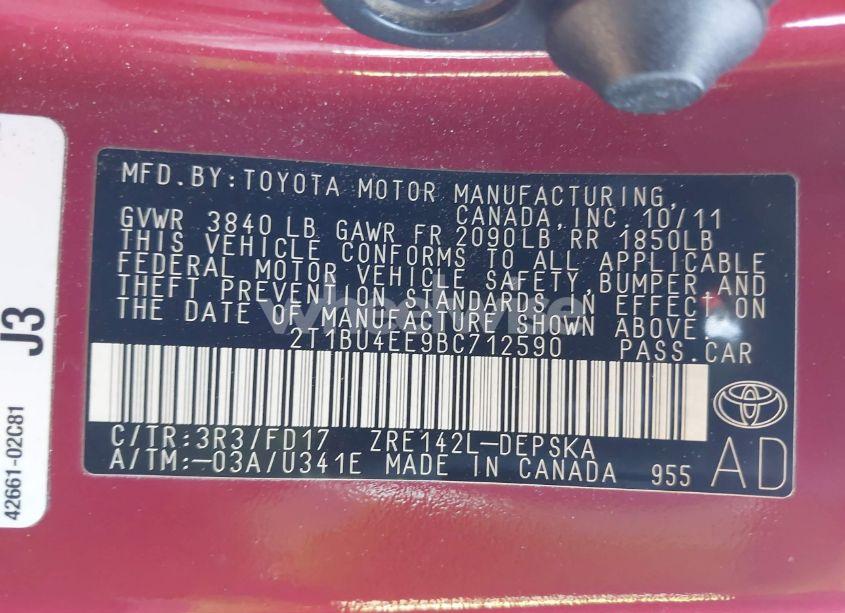 MFD.BY:TOYOTA MOTOR MANUFACTURING,
CANADA, INC. 10/11
GVWR 3840 LB GAWR FR 2090LB RR 1850LB
THIS VEHICLE CONFORMS TO ALL APPLICABLE
FEDERAL MOTOR VEHICLE SAFETY,BUMPER,AND
THEFT PREVENTION STANDARDS IN EFFECT ON
THE DATE OF MANUFACTURE SHOWN ABOVE.
2T1BU4EE9BC712590 PASS.CAR
C/TR:3R3/FD17 ZRE142L-DEPSKA
A/TM:-03A/U341E MADE IN CANADA 955
AD
J3
42661-02C81